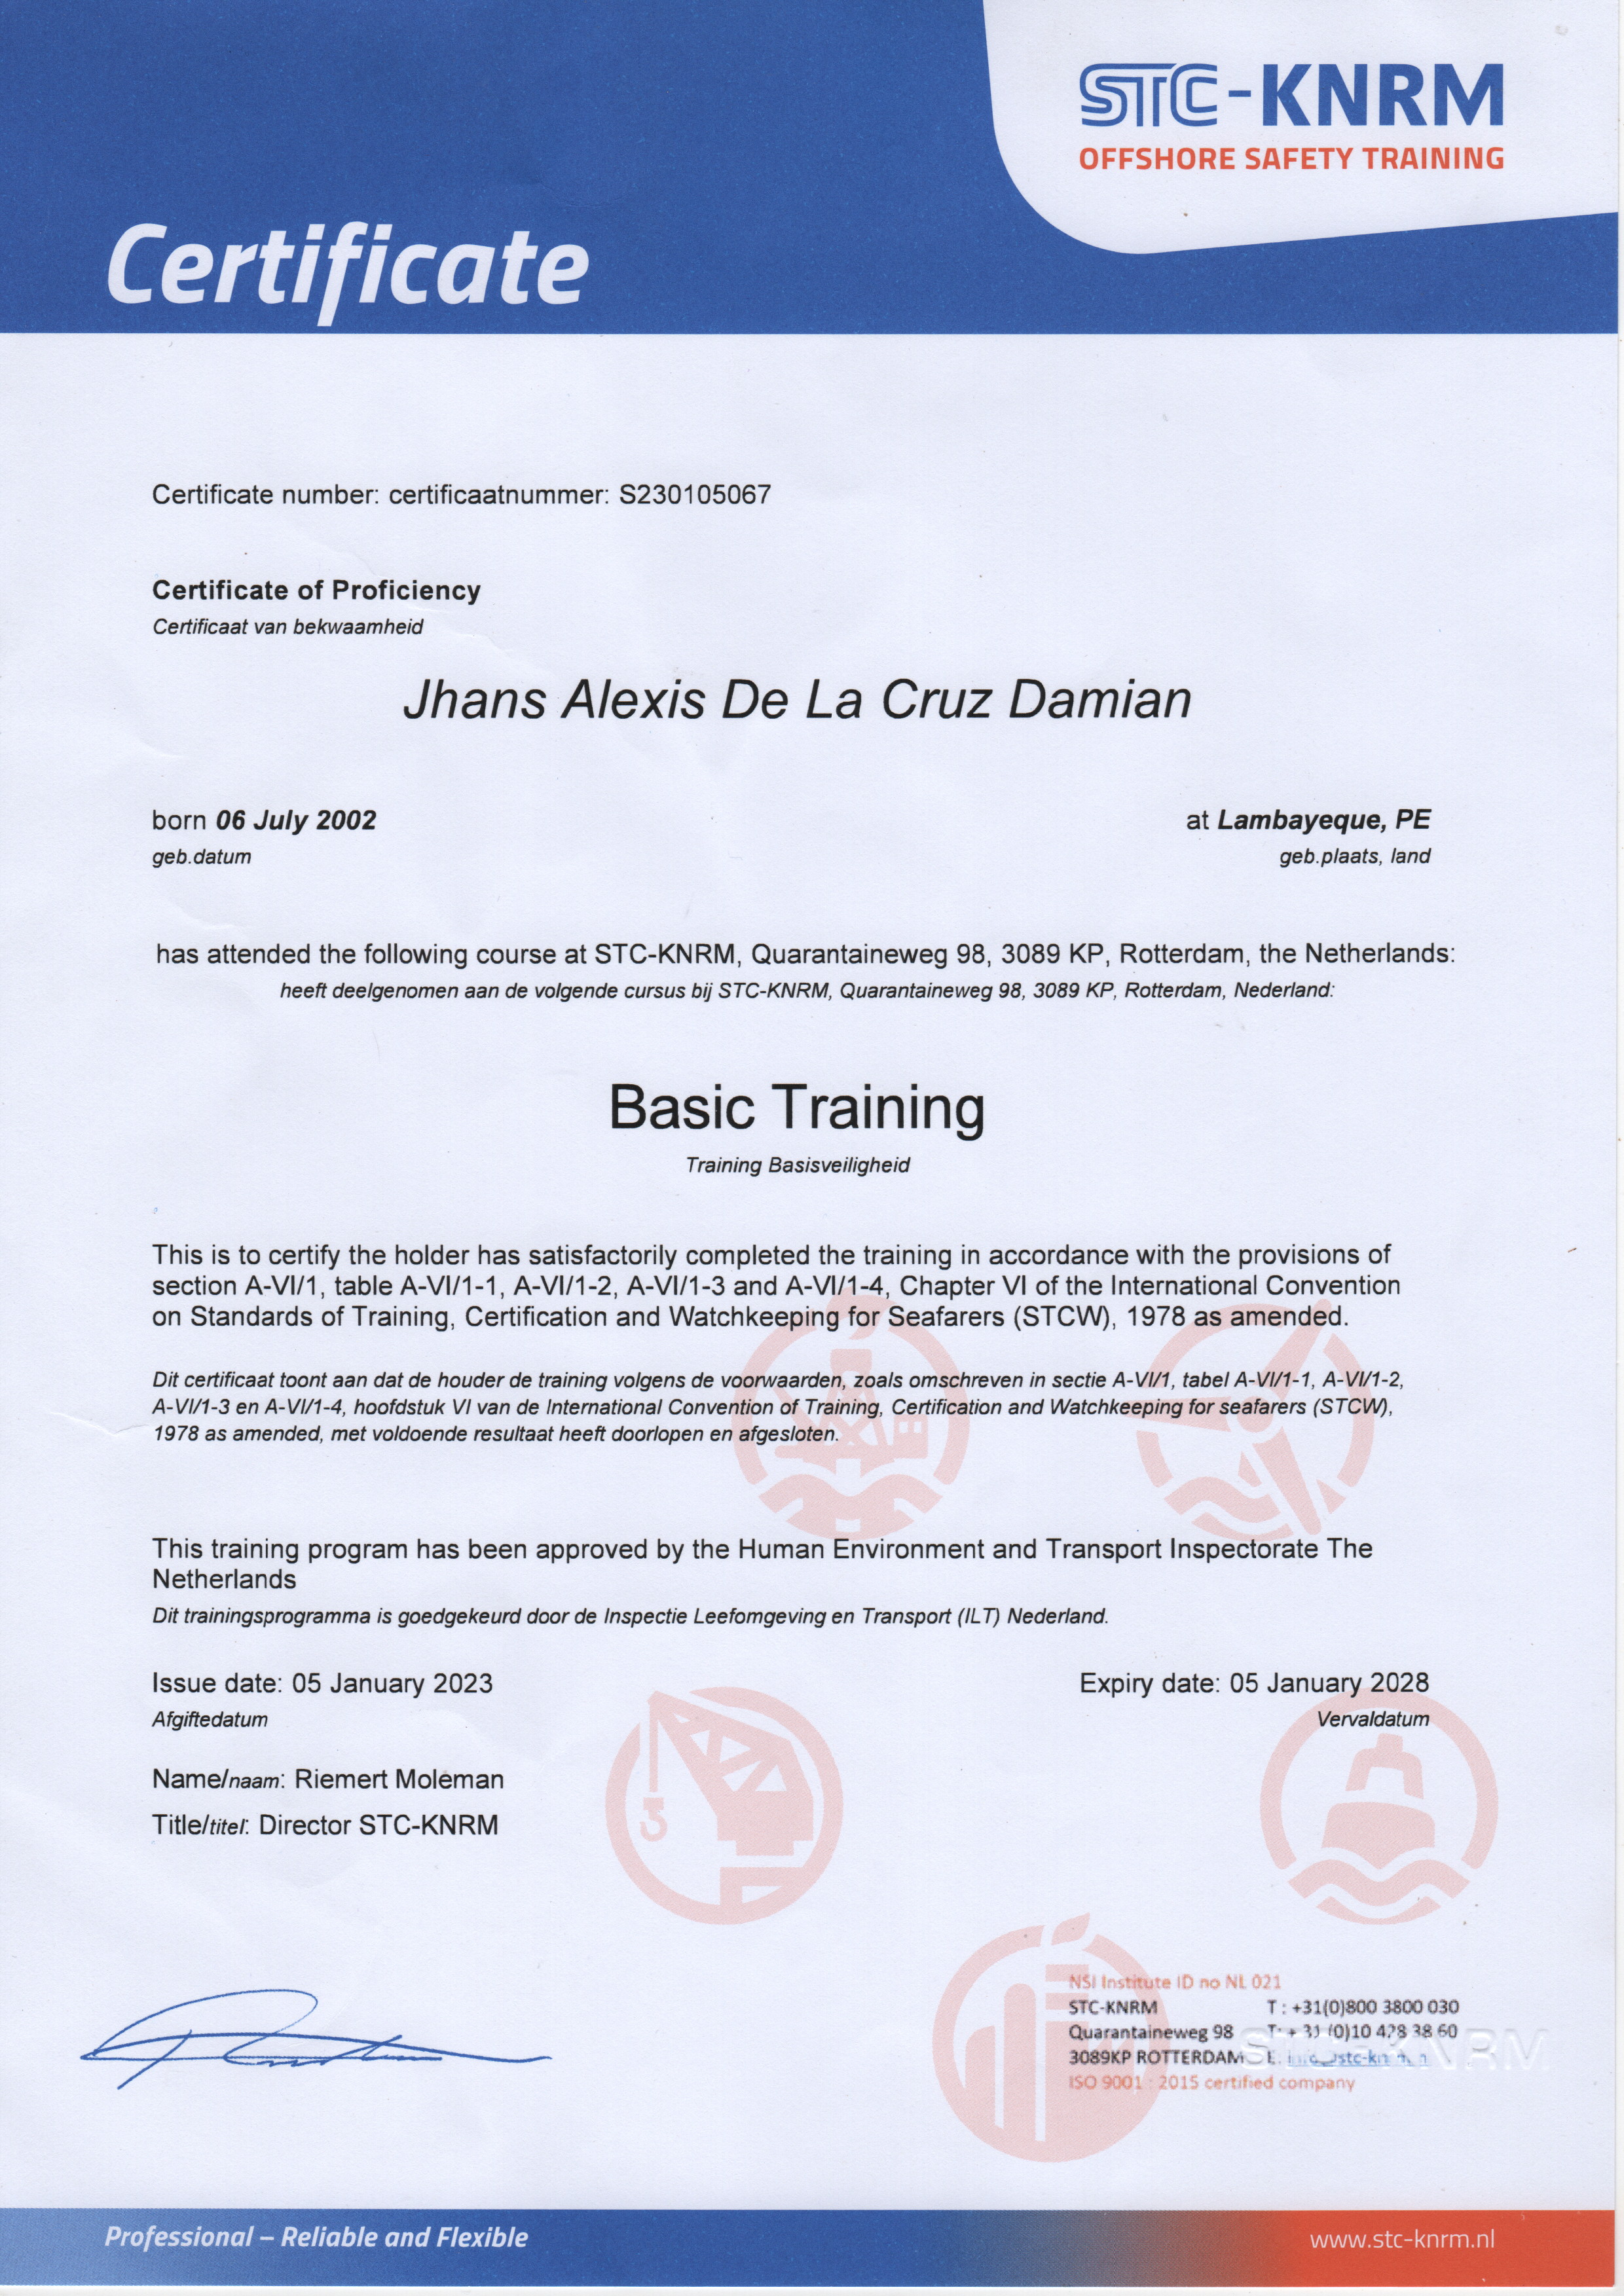 STC-KNRM
OFFSHORE SAFETY TRAINING
Certificate
Certificate number: certificaatnummer: S230105067
Certificate of Proficiency
Certificaat van bekwaamheid
Jhans Alexis De La Cruz Damian
born 06 July 2002
at Lambayeque, PE
geb.datum
geb.plaats, land
has attended the following course at STC-KNRM, Quarantaineweg 98, 3089 KP, Rotterdam, the Netherlands:
heeft deelgenomen aan de volgende cursus bij STC-KNRM, Quarantaineweg 98, 3089 KP, Rotterdam, Nederland:
Basic Training
Training Basisveiligheid
This is to certify the holder has satisfactorily completed the training in accordance with the provisions of
section A-VI/1, table A-VI/1-1, A-VI/1-2, A-VI/1-3 and A-VI/1-4, Chapter VI of the International Convention
on Standards of Training, Certification and Watchkeeping for Seafarers (STCW), 1978 as amended.
Dit certificaat toont aan dat de houder de training volgens de voorwaarden, zoals omschreven in sectie A-VI/1, tabel A-VI/1-1, A-VI/1-2,
A-VI/1-3 en A-VI/1-4, hoofdstuk VI van de International Convention of Training, Certification and Watchkeeping for seafarers (STCW),
1978 as amended, met voldoende resultaat heeft doorlopen en afgesloten.
This training program has been approved by the Human Environment and Transport Inspectorate The
Netherlands
Dit trainingsprogramma is goedgekeurd door de Inspectie Leefomgeving en Transport (ILT) Nederland.
Issue date: 05 January 2023
Expiry date: 05 January 2028
Afgiftedatum
Vervaldatum
Name/naam: Riemert Moleman
Title/titel: Director STC-KNRM
NSI Institute ID no NL 021
STC-KNRM T : +31(0)800 3800 030
Quarantaineweg 98 T: + 31 (0)10 428 38 60
3089KP ROTTERDAM E:
STC-KNRM
ISO 9001 : 2015 certified company
Professional – Reliable and Flexible
www.stc-knrm.nl